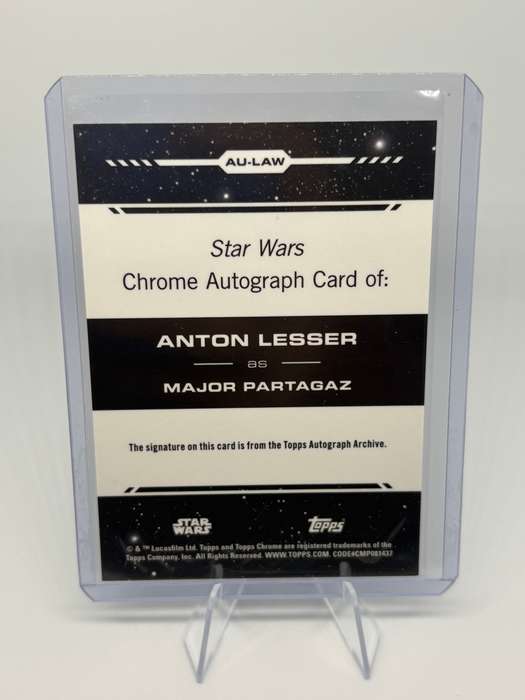 AU-LAW
Star Wars
Chrome Autograph Card of:
ANTON LESSER
as
MAJOR PARTAGAZ
The signature on this card is from the Topps Autograph Archive.
STAR WARS
Topps
© & ™ Lucasfilm Ltd. Topps and Topps Chrome are registered trademarks of the
Topps Company, Inc. All Rights Reserved. WWW.TOPPS.COM. CODE#CMP081437